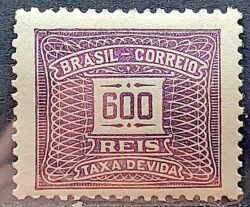 BRASIL-CORREIO
600
REIS
TAXA DEVIDA